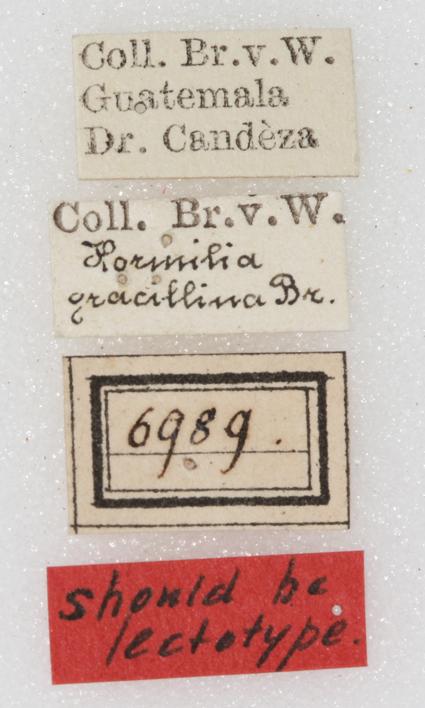 Coll. Br.v.W.
Guatemala
Dr. Candèza
Coll. Br.v.W.
Hormilia
gracillina Br.
6989.
should be
lectotype.